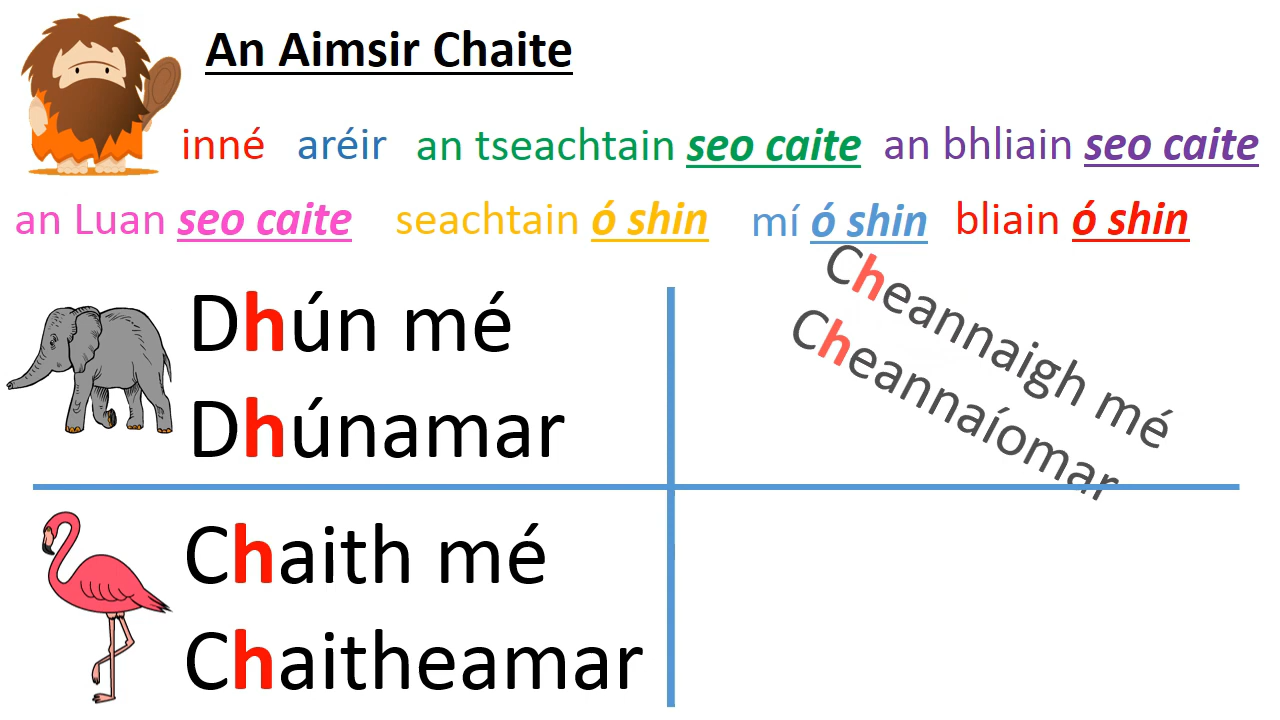 An Aimsir Chaite
inné aréir an tseachtain seo caite an bhliain seo caite
an Luan seo caite seachtain ó shin mí ó shin bliain ó shin
Dhún mé
Dhúnamar
Cheannaigh mé
Cheannaíomar
Chaith mé
Chaitheamar